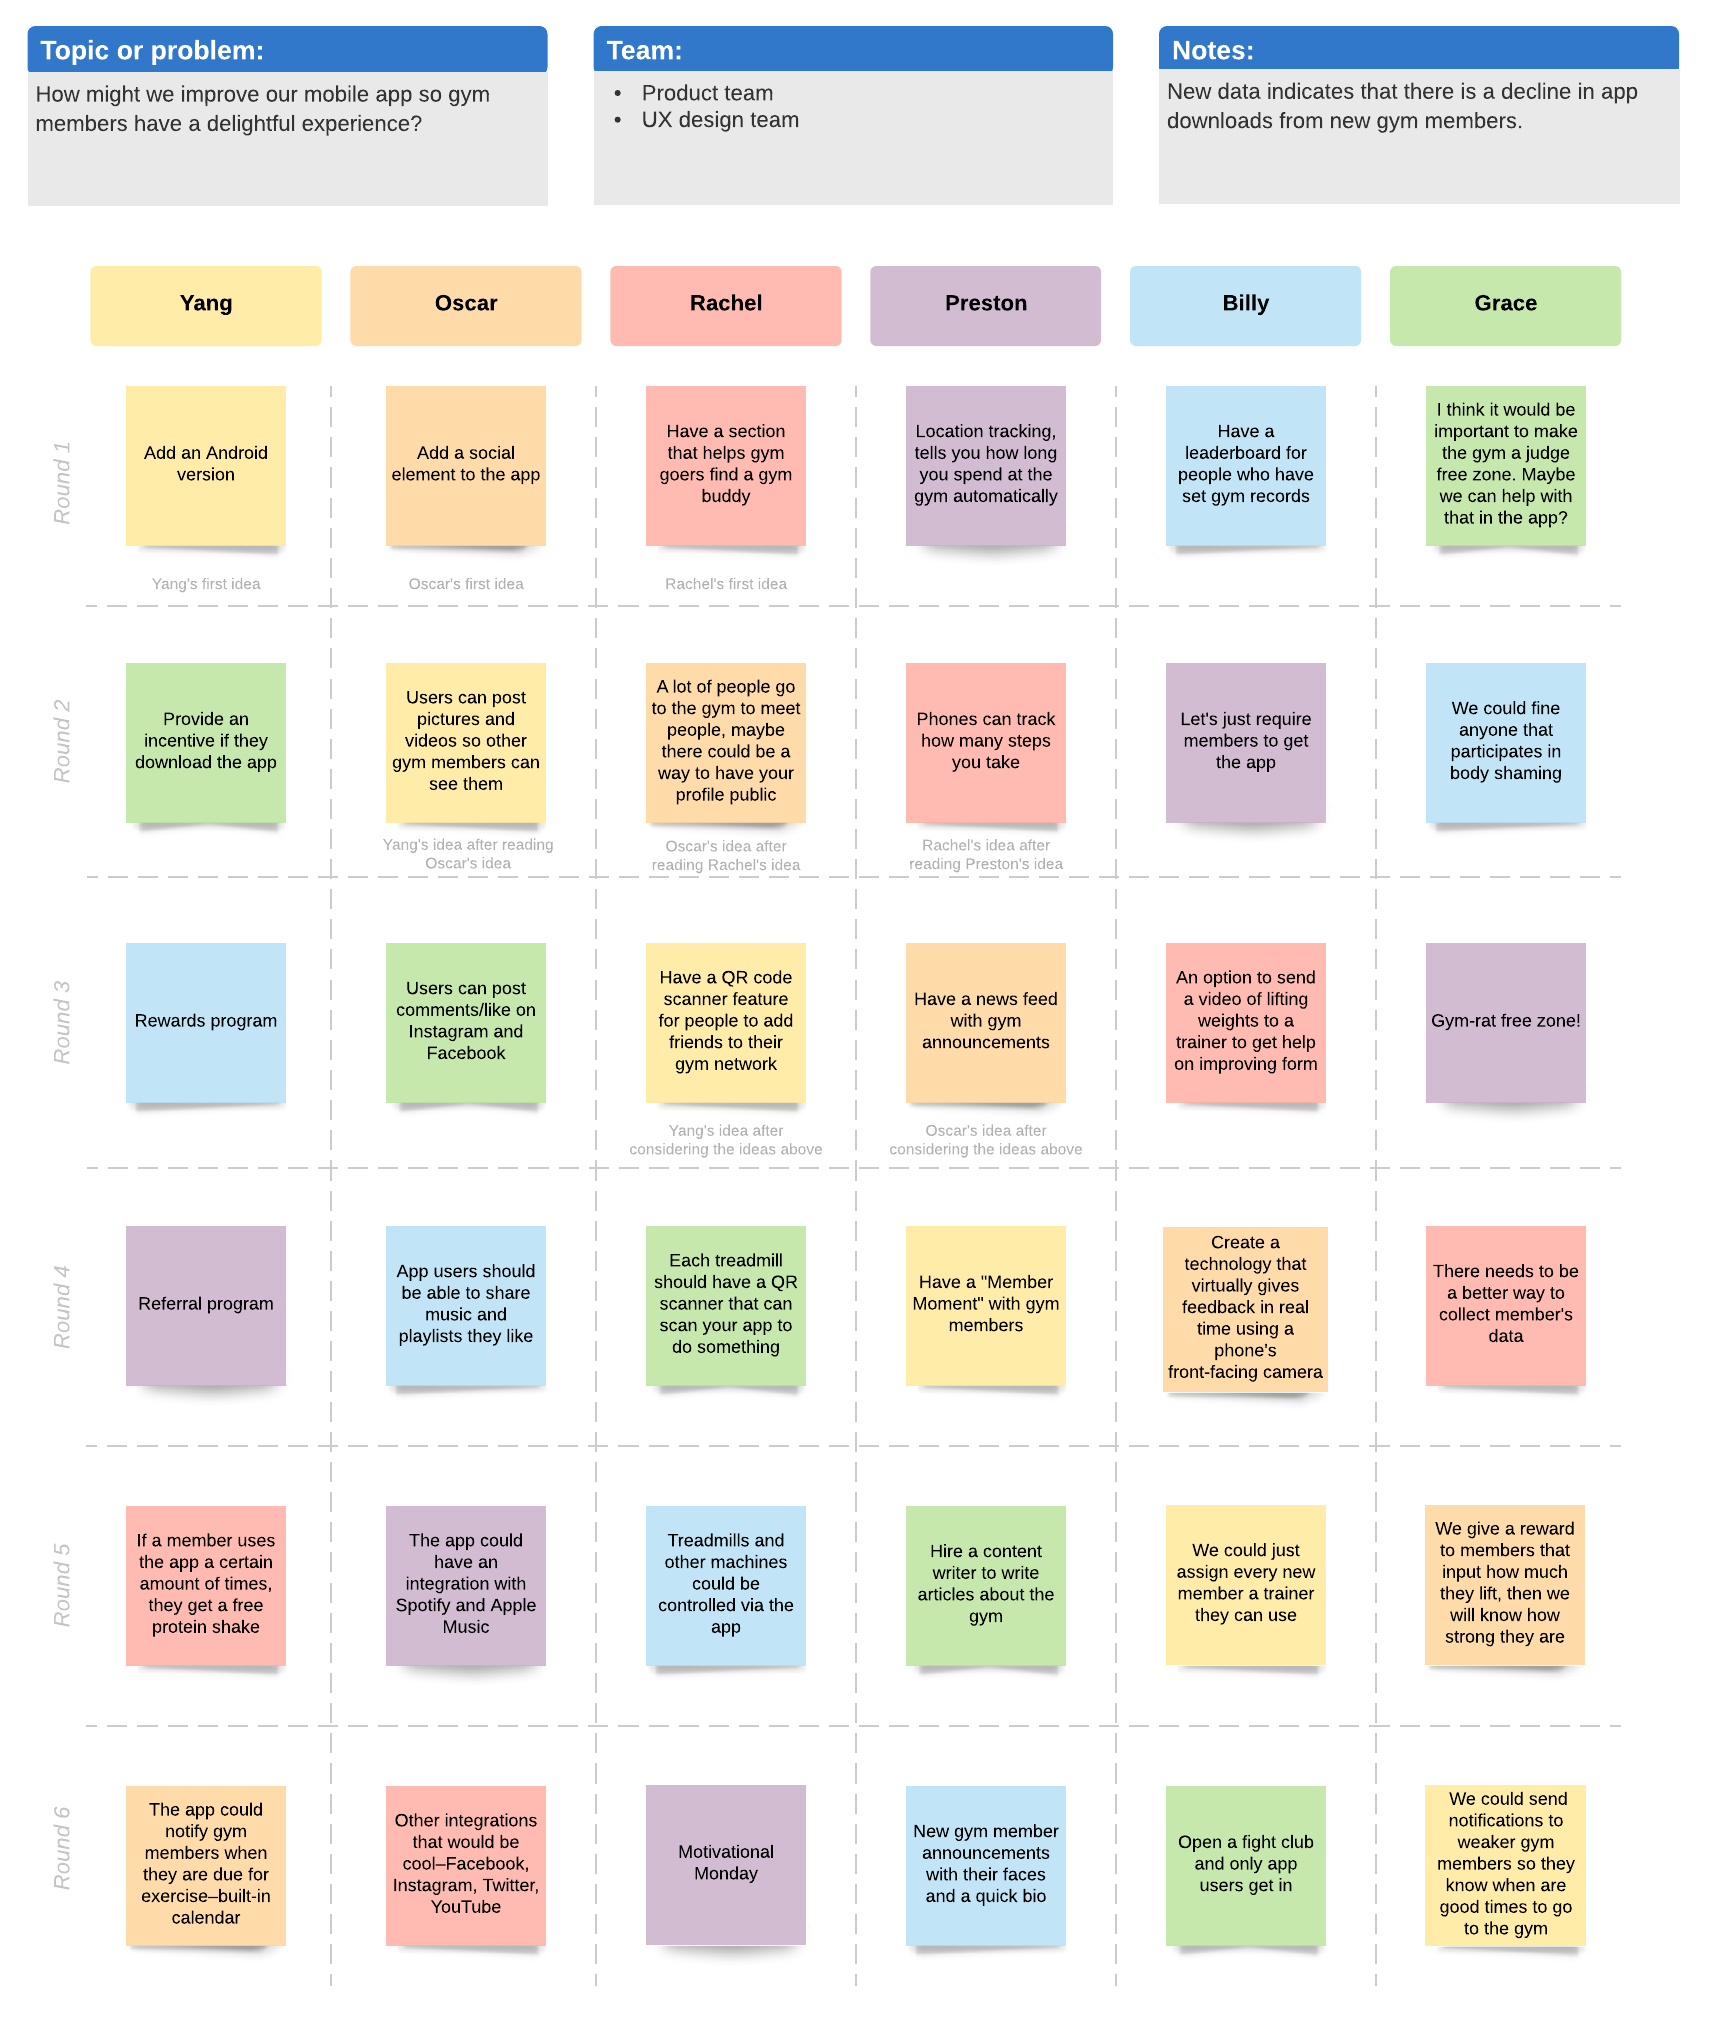 Topic or problem:
How might we improve our mobile app so gym
members have a delightful experience?
Team:
• Product team
• UX design team
Notes:
New data indicates that there is a decline in app
downloads from new gym members.
Yang
Oscar
Rachel
Preston
Billy
Grace
Round 1
Add an Android
version
Yang's first idea
Add a social
element to the app
Oscar's first idea
Have a section
that helps gym
goers find a gym
buddy
Rachel's first idea
Location tracking,
tells you how long
you spend at the
gym automatically
Have a
leaderboard for
people who have
set gym records
I think it would be
important to make
the gym a judge
free zone. Maybe
we can help with
that in the app?
Round 2
Provide an
incentive if they
download the app
Users can post
pictures and
videos so other
gym members can
see them
Yang's idea after reading
Oscar's idea
A lot of people go
to the gym to meet
people, maybe
there could be a
way to have your
profile public
Oscar's idea after
reading Rachel's idea
Phones can track
how many steps
you take
Rachel's idea after
reading Preston's idea
Let's just require
members to get
the app
We could fine
anyone that
participates in
body shaming
Round 3
Rewards program
Users can post
comments/like on
Instagram and
Facebook
Have a QR code
scanner feature
for people to add
friends to their
gym network
Yang's idea after
considering the ideas above
Have a news feed
with gym
announcements
Oscar's idea after
considering the ideas above
An option to send
a video of lifting
weights to a
trainer to get help
on improving form
Gym-rat free zone!
Round 4
Referral program
App users should
be able to share
music and
playlists they like
Each treadmill
should have a QR
scanner that can
scan your app to
do something
Have a "Member
Moment" with gym
members
Create a
technology that
virtually gives
feedback in real
time using a
phone's
front-facing camera
There needs to be
a better way to
collect member's
data
Round 5
If a member uses
the app a certain
amount of times,
they get a free
protein shake
The app could
have an
integration with
Spotify and Apple
Music
Treadmills and
other machines
could be
controlled via the
app
Hire a content
writer to write
articles about the
gym
We could just
assign every new
member a trainer
they can use
We give a reward
to members that
input how much
they lift, then we
will know how
strong they are
Round 6
The app could
notify gym
members when
they are due for
exercise–built-in
calendar
Other integrations
that would be
cool–Facebook,
Instagram, Twitter,
YouTube
Motivational
Monday
New gym member
announcements
with their faces
and a quick bio
Open a fight club
and only app
users get in
We could send
notifications to
weaker gym
members so they
know when are
good times to go
to the gym